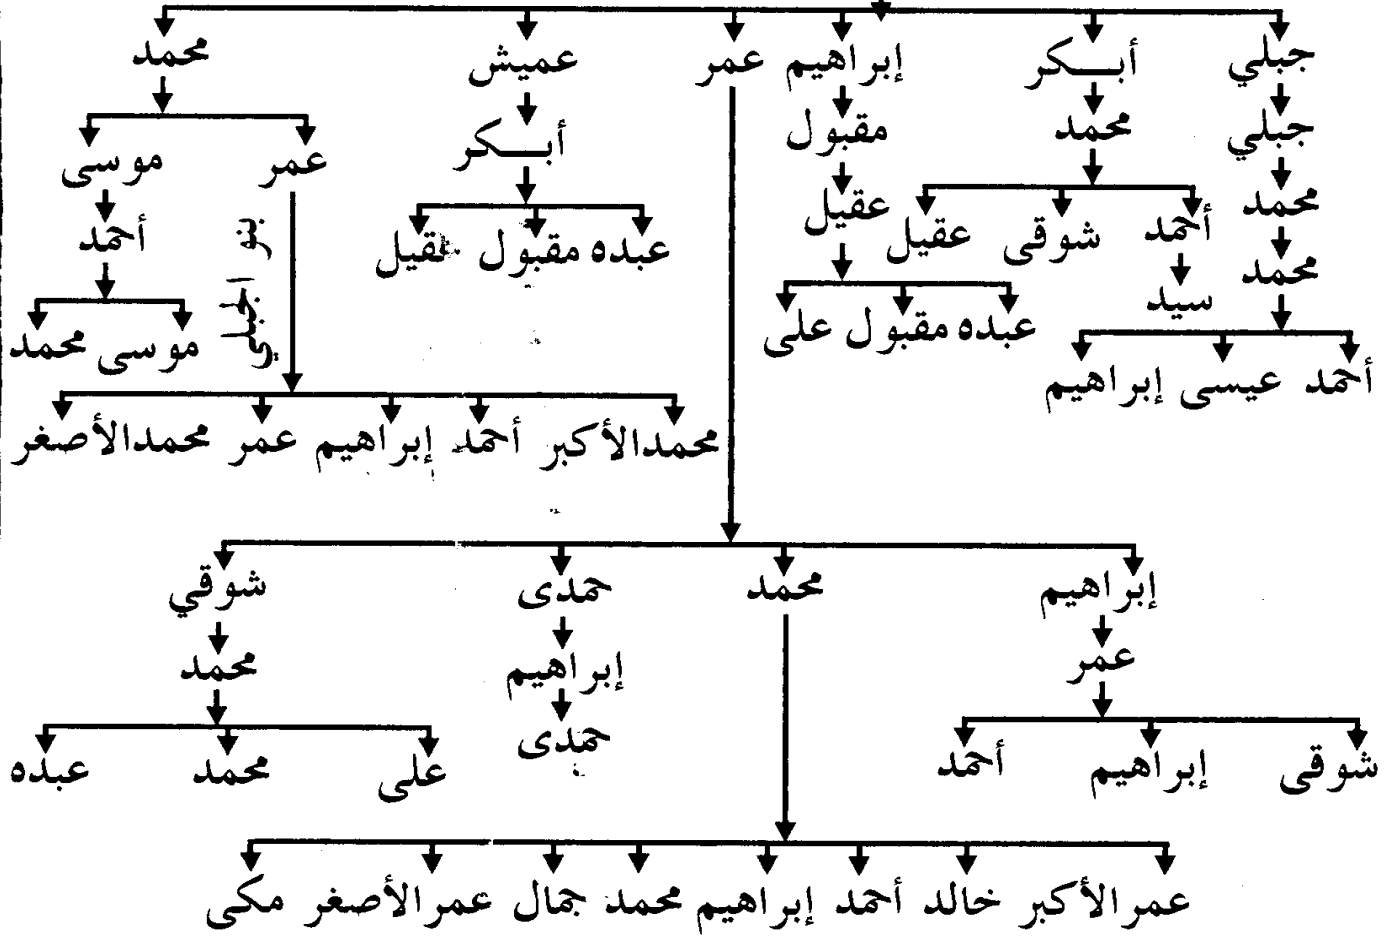 جبلي أبكر إبراهيم عمر عميش محمد
جبلي محمد مقبول أبكر عمر موسى
محمد أحمد شوقى عقيل عقيل عبده مقبول أحمد
محمد سيد بنو الجبلي
عبده مقبول على موسى محمد
أحمد عيسى إبراهيم
محمدالأكبر أحمد إبراهيم عمر محمدالأصغر
إبراهيم محمد حمدى شوقي
عمر إبراهيم محمد
شوقى إبراهيم أحمد حمدى على محمد عبده
عمرالأكبر خالد أحمد إبراهيم محمد جمال عمرالأصغر مكى